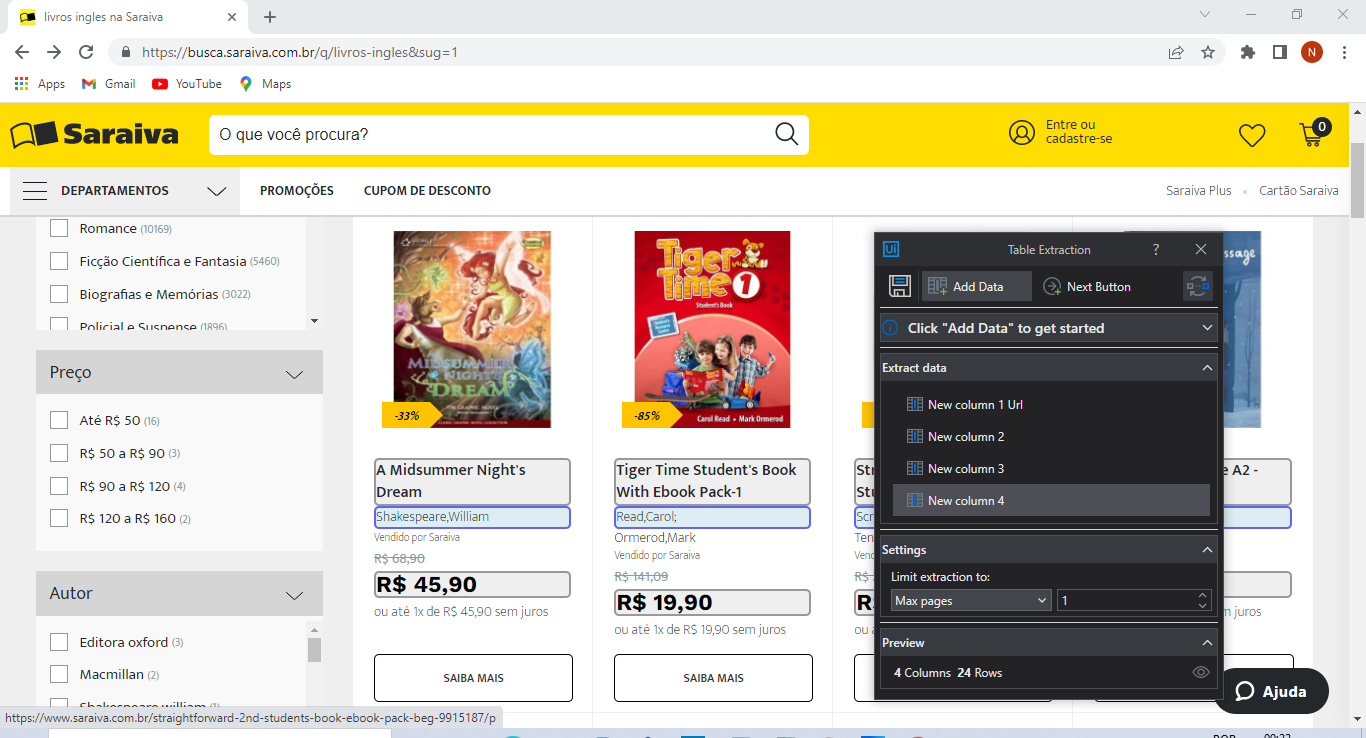 livros ingles na Saraiva
https://busca.saraiva.com.br/q/livros-ingles&sug=1
N
Apps
Gmail
YouTube
Maps
Saraiva
O que você procura?
Entre ou
cadastre-se
0
DEPARTAMENTOS
PROMOÇÕES
CUPOM DE DESCONTO
Saraiva Plus
Cartão Saraiva
Romance (10169)
Ficção Científica e Fantasia (5460)
Biografias e Memórias (3022)
Policial e Suspense (1896)
Preço
Até R$ 50 (16)
R$ 50 a R$ 90 (3)
R$ 90 a R$ 120 (4)
R$ 120 a R$ 160 (2)
Autor
Editora oxford (3)
Macmillan (2)
Shakespeare william (1)
MIDSUMMER NIGHT'S
DREAM
-33%
A Midsummer Night's
Dream
Shakespeare,William
Vendido por Saraiva
R$ 68,90
R$ 45,90
ou até 1x de R$ 45,90 sem juros
SAIBA MAIS
Tiger
Time 1
Student's Book
Carol Read • Mark Ormerod
-85%
Tiger Time Student's Book
With Ebook Pack-1
Read,Carol;
Ormerod,Mark
Vendido por Saraiva
R$ 141,09
R$ 19,90
ou até 1x de R$ 19,90 sem juros
SAIBA MAIS
Str
Stu
Scr
Ten
Vend
R$
R
ou a
ssage
e A2 -
m juros
Ui
Table Extraction
?
Add Data
Next Button
Click "Add Data" to get started
Extract data
New column 1 Url
New column 2
New column 3
New column 4
Settings
Limit extraction to:
Max pages
1
Preview
4 Columns 24 Rows
Ajuda
https://www.saraiva.com.br/straightforward-2nd-students-book-ebook-pack-beg-9915187/p